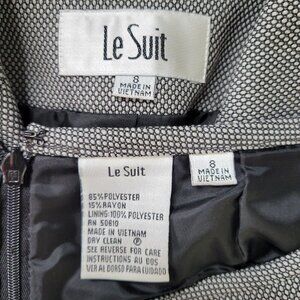 Le Suit
8
MADE IN
VIETNAM
Le Suit
85% POLYESTER
15% RAYON
LINING: 100% POLYESTER
RN 50610
MADE IN VIETNAM
DRY CLEAN Ⓟ
SEE REVERSE FOR CARE
INSTRUCTIONS AU DOS
VER AL DORSO PARA CUIDADO
8
MADE IN
VIETNAM